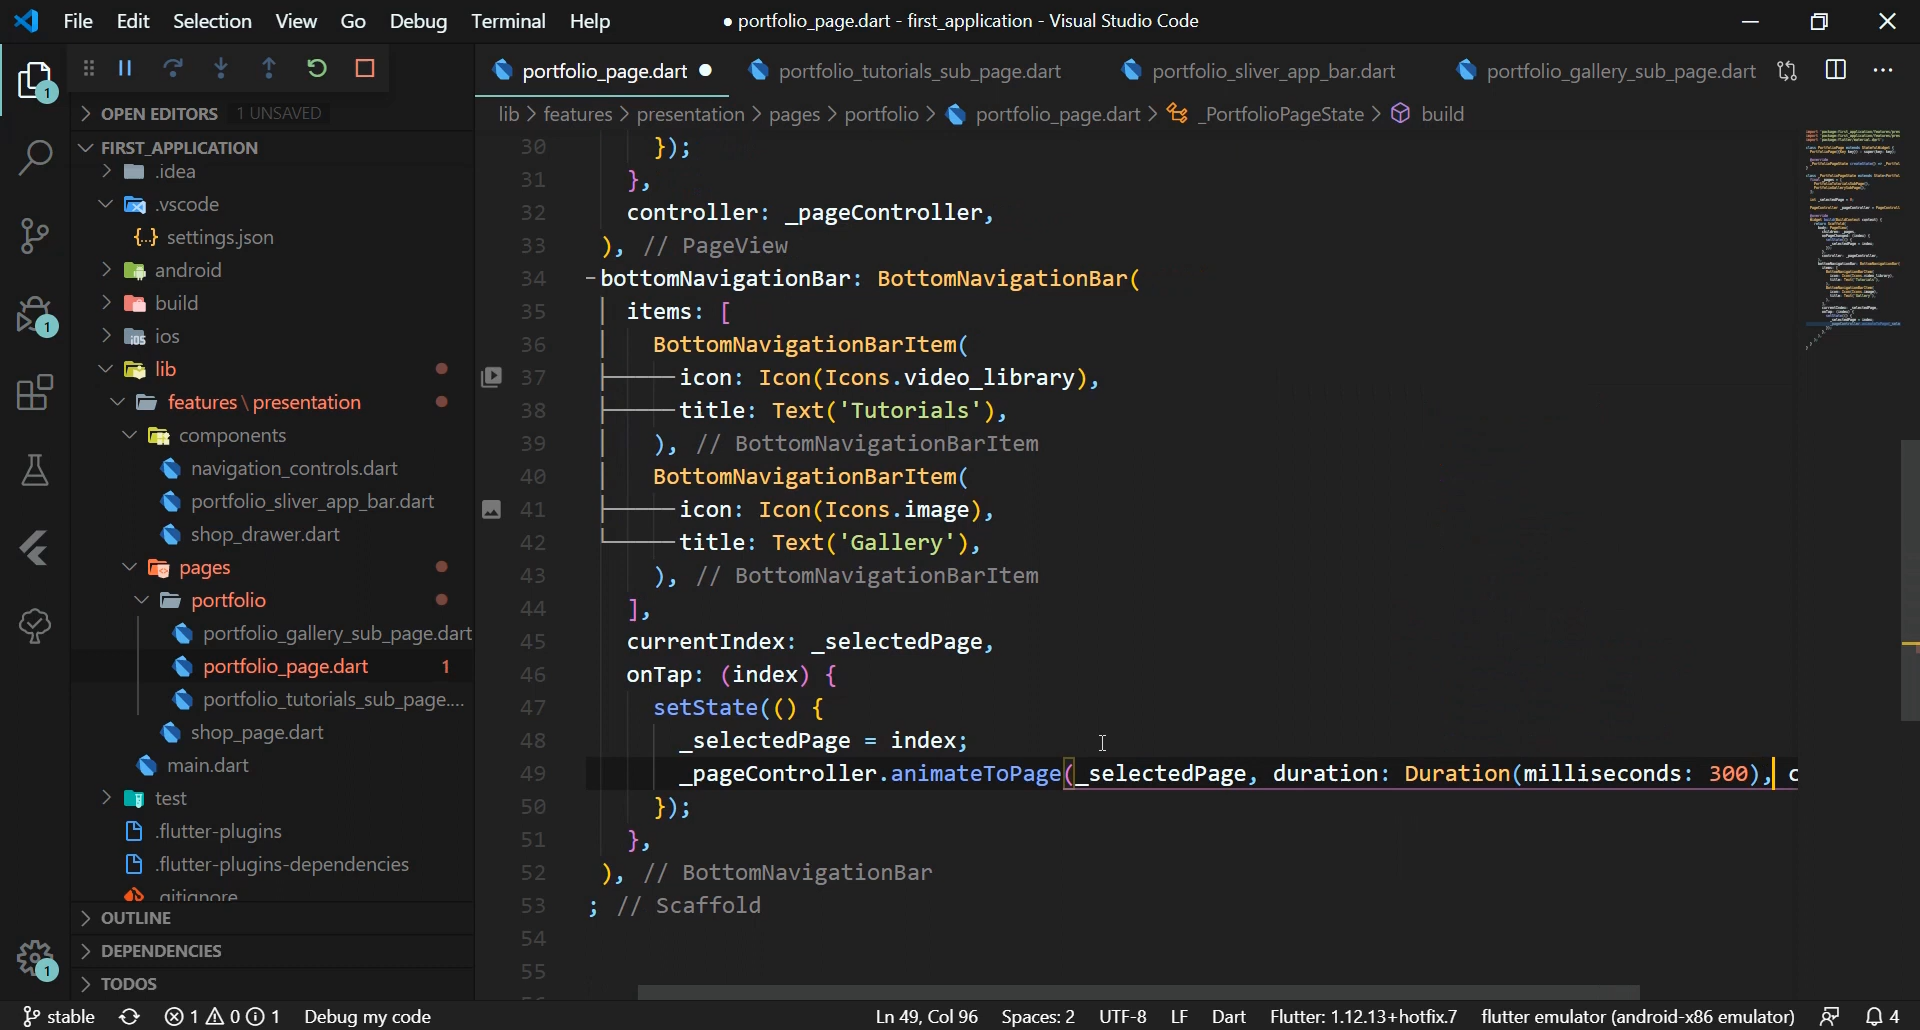 File Edit Selection View Go Debug Terminal Help
● portfolio_page.dart - first_application - Visual Studio Code
portfolio_page.dart ● portfolio_tutorials_sub_page.dart portfolio_sliver_app_bar.dart portfolio_gallery_sub_page.dart
lib > features > presentation > pages > portfolio > portfolio_page.dart > _PortfolioPageState > build
1
OPEN EDITORS 1 UNSAVED
FIRST_APPLICATION
.idea
.vscode
{..} settings.json
android
build
ios
lib
features \ presentation
components
navigation_controls.dart
portfolio_sliver_app_bar.dart
shop_drawer.dart
pages
portfolio
portfolio_gallery_sub_page.dart
portfolio_page.dart 1
portfolio_tutorials_sub_page....
shop_page.dart
main.dart
test
.flutter-plugins
.flutter-plugins-dependencies
.gitignore
OUTLINE
DEPENDENCIES
TODOS
1
1
30 });
31 },
32 controller: _pageController,
33 ), // PageView
34 bottomNavigationBar: BottomNavigationBar(
35 items: [
36 BottomNavigationBarItem(
37 icon: Icon(Icons.video_library),
38 title: Text('Tutorials'),
39 ), // BottomNavigationBarItem
40 BottomNavigationBarItem(
41 icon: Icon(Icons.image),
42 title: Text('Gallery'),
43 ), // BottomNavigationBarItem
44 ],
45 currentIndex: _selectedPage,
46 onTap: (index) {
47 setState(() {
48 _selectedPage = index;
49 _pageController.animateToPage(_selectedPage, duration: Duration(milliseconds: 300), c
50 });
51 },
52 ), // BottomNavigationBar
53 ; // Scaffold
54
55
stable 1 0 1 Debug my code Ln 49, Col 96 Spaces: 2 UTF-8 LF Dart Flutter: 1.12.13+hotfix.7 flutter emulator (android-x86 emulator) 4